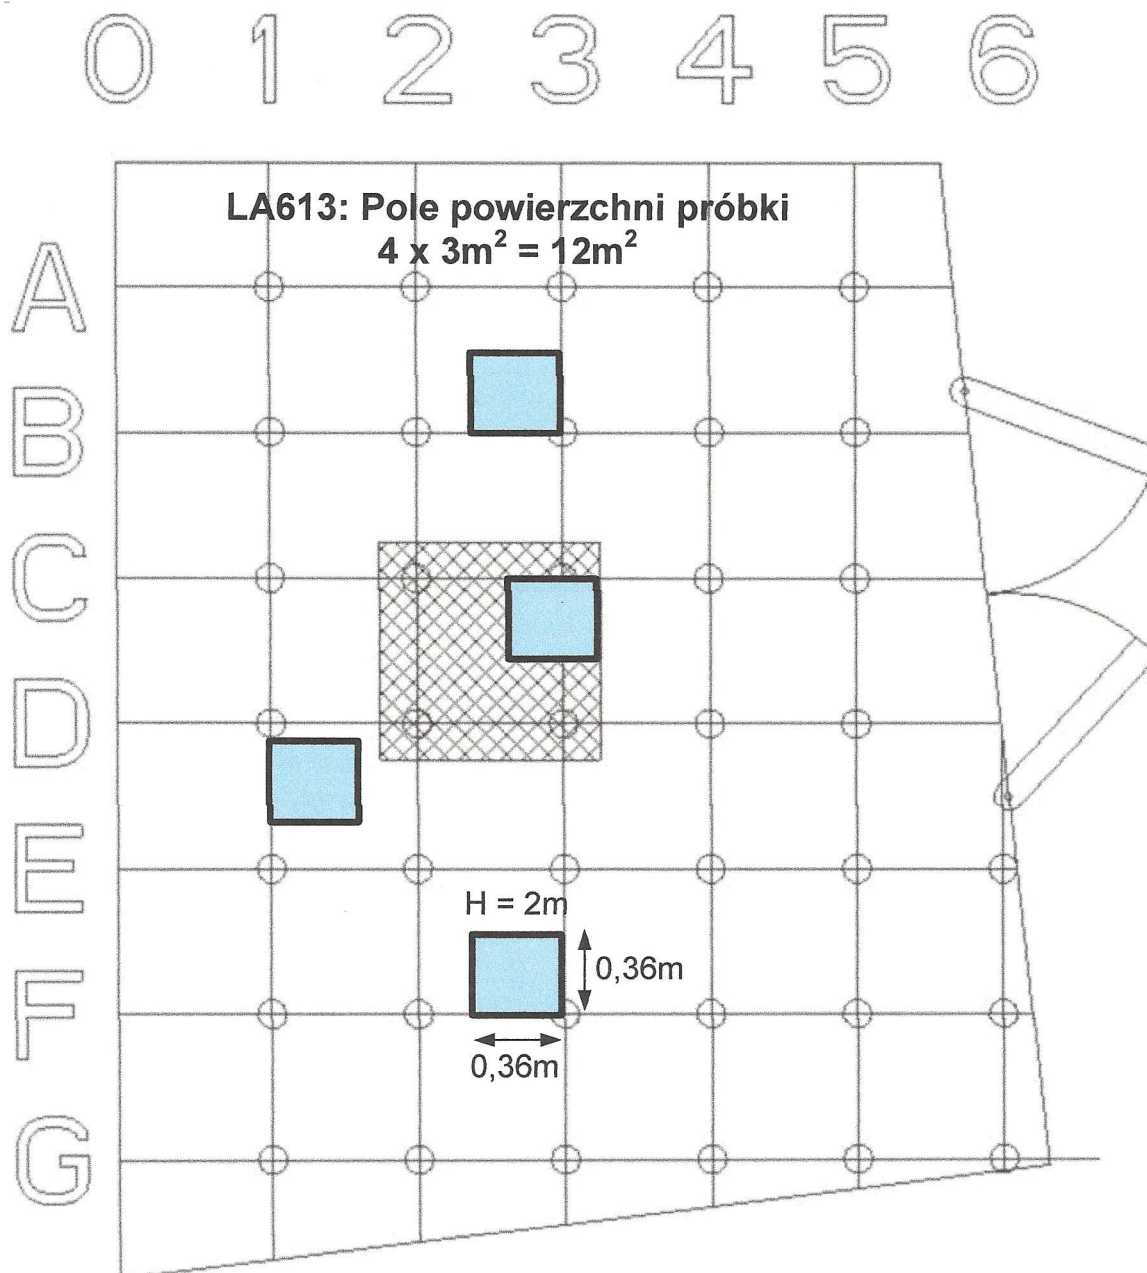 0 1 2 3 4 5 6
LA613: Pole powierzchni próbki
4 x 3m² = 12m²
A
B
C
D
E
H = 2m
0,36m
F
0,36m
G